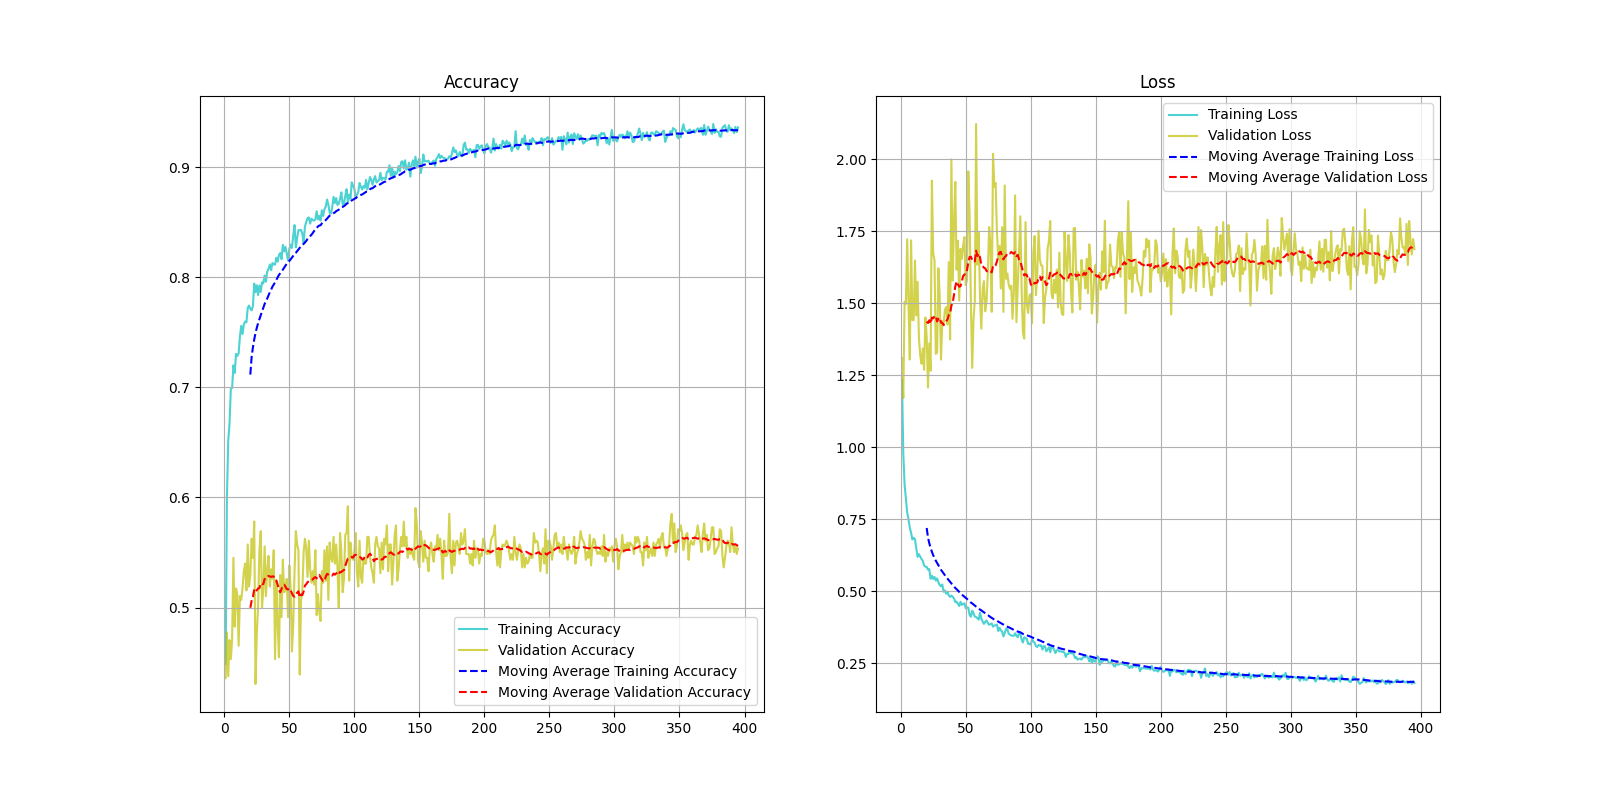 Accuracy
0.9
0.8
0.7
0.6
0.5
0 50 100 150 200 250 300 350 400
Training Accuracy
Validation Accuracy
Moving Average Training Accuracy
Moving Average Validation Accuracy
Loss
2.00
1.75
1.50
1.25
1.00
0.75
0.50
0.25
0 50 100 150 200 250 300 350 400
Training Loss
Validation Loss
Moving Average Training Loss
Moving Average Validation Loss